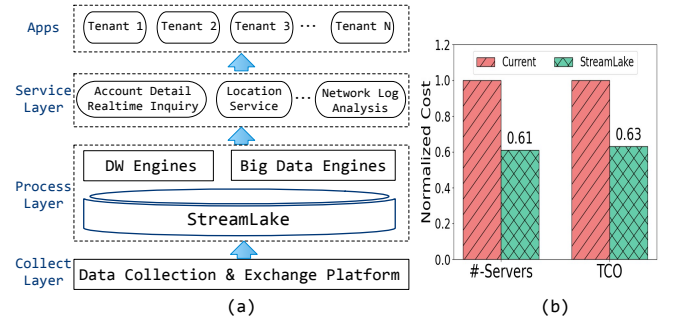 Apps
Tenant 1
Tenant 2
Tenant 3
...
Tenant N
Service
Layer
Account Detail
Realtime Inquiry
Location
Service
...
Network Log
Analysis
Process
Layer
DW Engines
Big Data Engines
StreamLake
Collect
Layer
Data Collection & Exchange Platform
(a)
Normalized Cost
1.2
1.0
0.8
0.6
0.4
0.2
0.0
Current
StreamLake
0.61
0.63
#-Servers
TCO
(b)